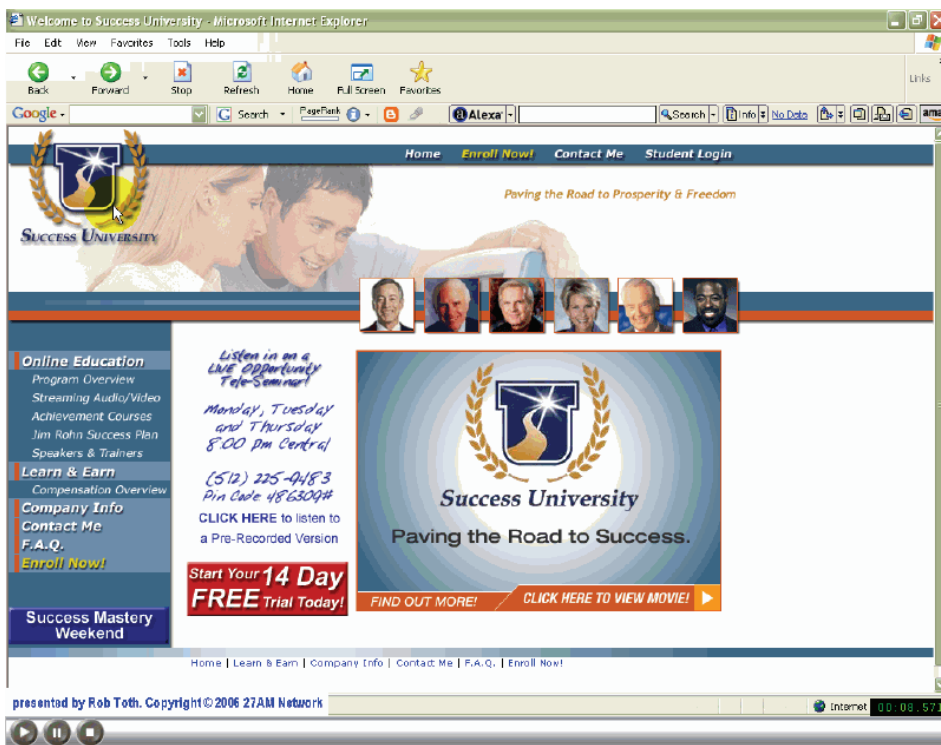 Welcome to Success University - Microsoft Internet Explorer
File Edit View Favorites Tools Help
Back Forward Stop Refresh Home Full Screen Favorites Links
Google Search PageRank Alexa Search Info No Data ama
Home Enroll Now! Contact Me Student Login
Paving the Road to Prosperity & Freedom
SUCCESS UNIVERSITY
Online Education
Program Overview
Streaming Audio/Video
Achievement Courses
Jim Rohn Success Plan
Speakers & Trainers
Learn & Earn
Compensation Overview
Company Info
Contact Me
F.A.Q.
Enroll Now!
Success Mastery
Weekend
Listen in on a
LIVE Opportunity
Tele-Seminar!
Monday, Tuesday
and Thursday
8:00 pm Central
(512) 225-9483
Pin Code 486309#
CLICK HERE to listen to
a Pre-Recorded Version
Start Your 14 Day
FREE Trial Today!
Success University
Paving the Road to Success.
FIND OUT MORE! CLICK HERE TO VIEW MOVIE!
Home | Learn & Earn | Company Info | Contact Me | F.A.Q. | Enroll Now!
presented by Rob Toth. Copyright © 2006 27AM Network
Internet 00:08.571